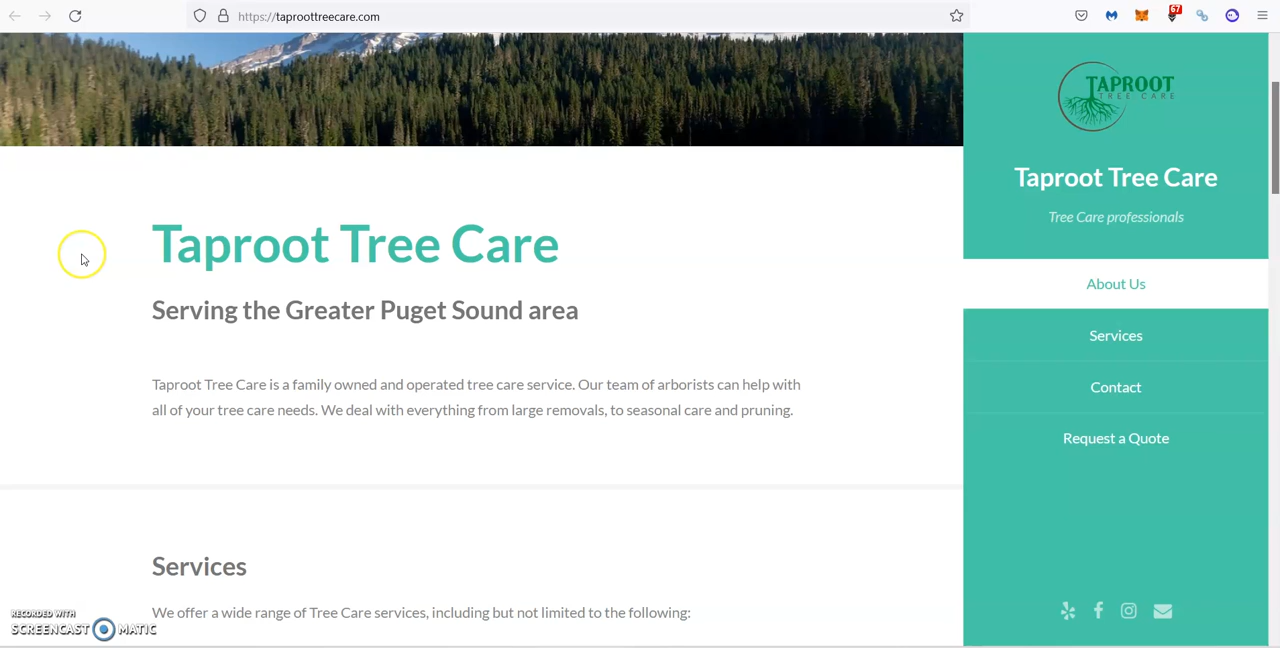 https://taproottreecare.com
67
TAPROOT
TREE CARE
Taproot Tree Care
Tree Care professionals
About Us
Services
Contact
Request a Quote
Taproot Tree Care
Serving the Greater Puget Sound area
Taproot Tree Care is a family owned and operated tree care service. Our team of arborists can help with
all of your tree care needs. We deal with everything from large removals, to seasonal care and pruning.
Services
We offer a wide range of Tree Care services, including but not limited to the following:
RECORDED WITH
SCREENCAST MATIC